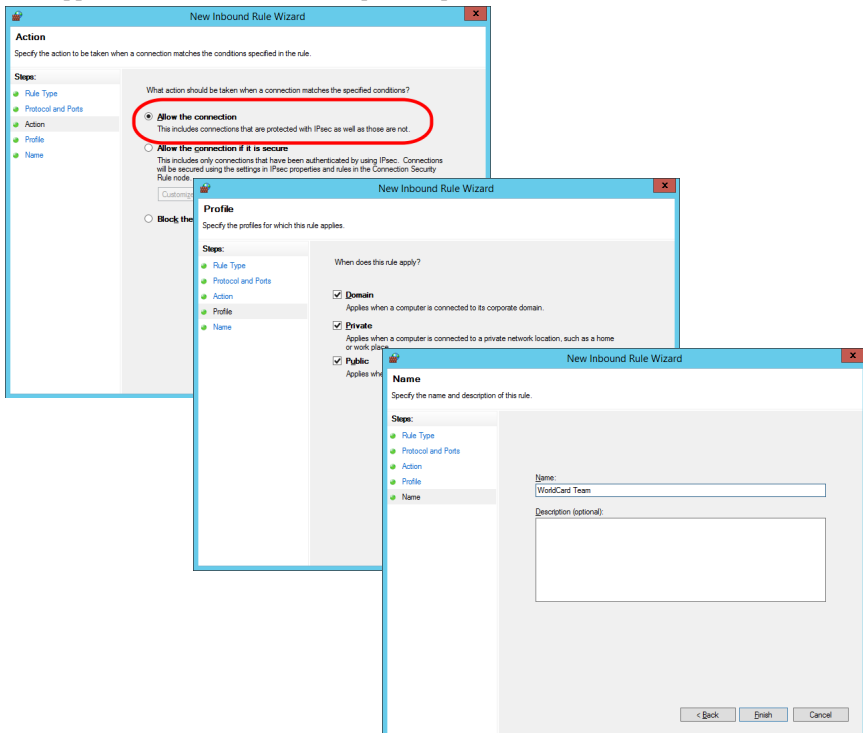 New Inbound Rule Wizard
x
Action
Specify the action to be taken when a connection matches the conditions specified in the rule.
Steps:
Rule Type
Protocol and Ports
Action
Profile
Name
What action should be taken when a connection matches the specified conditions?
Allow the connection
This includes connections that are protected with IPsec as well as those are not.
Allow the connection if it is secure
This includes only connections that have been authenticated by using IPsec. Connections
will be secured using the settings in IPsec properties and rules in the Connection Security
Rule node.
Customize
Block the
New Inbound Rule Wizard
x
Profile
Specify the profiles for which this rule applies.
Steps:
Rule Type
Protocol and Ports
Action
Profile
Name
When does this rule apply?
Domain
Applies when a computer is connected to its corporate domain.
Private
Applies when a computer is connected to a private network location, such as a home
or work place.
Public
Applies whe
New Inbound Rule Wizard
x
Name
Specify the name and description of this rule.
Steps:
Rule Type
Protocol and Ports
Action
Profile
Name
Name:
WorldCard Team
Description (optional):
< Back
Finish
Cancel